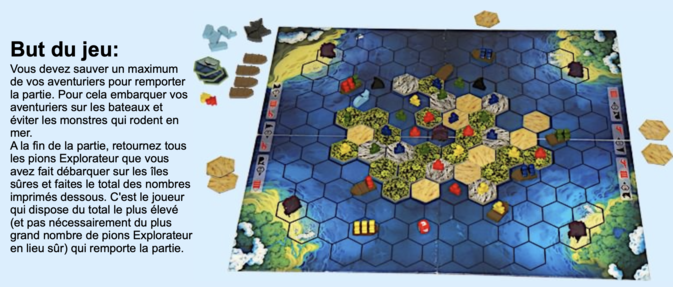 But du jeu:
Vous devez sauver un maximum
de vos aventuriers pour remporter
la partie. Pour cela embarquer vos
aventuriers sur les bateaux et
éviter les monstres qui rodent en
mer.
A la fin de la partie, retournez tous
les pions Explorateur que vous
avez fait débarquer sur les îles
sûres et faites le total des nombres
imprimés dessous. C'est le joueur
qui dispose du total le plus élevé
(et pas nécessairement du plus
grand nombre de pions Explorateur
en lieu sûr) qui remporte la partie.